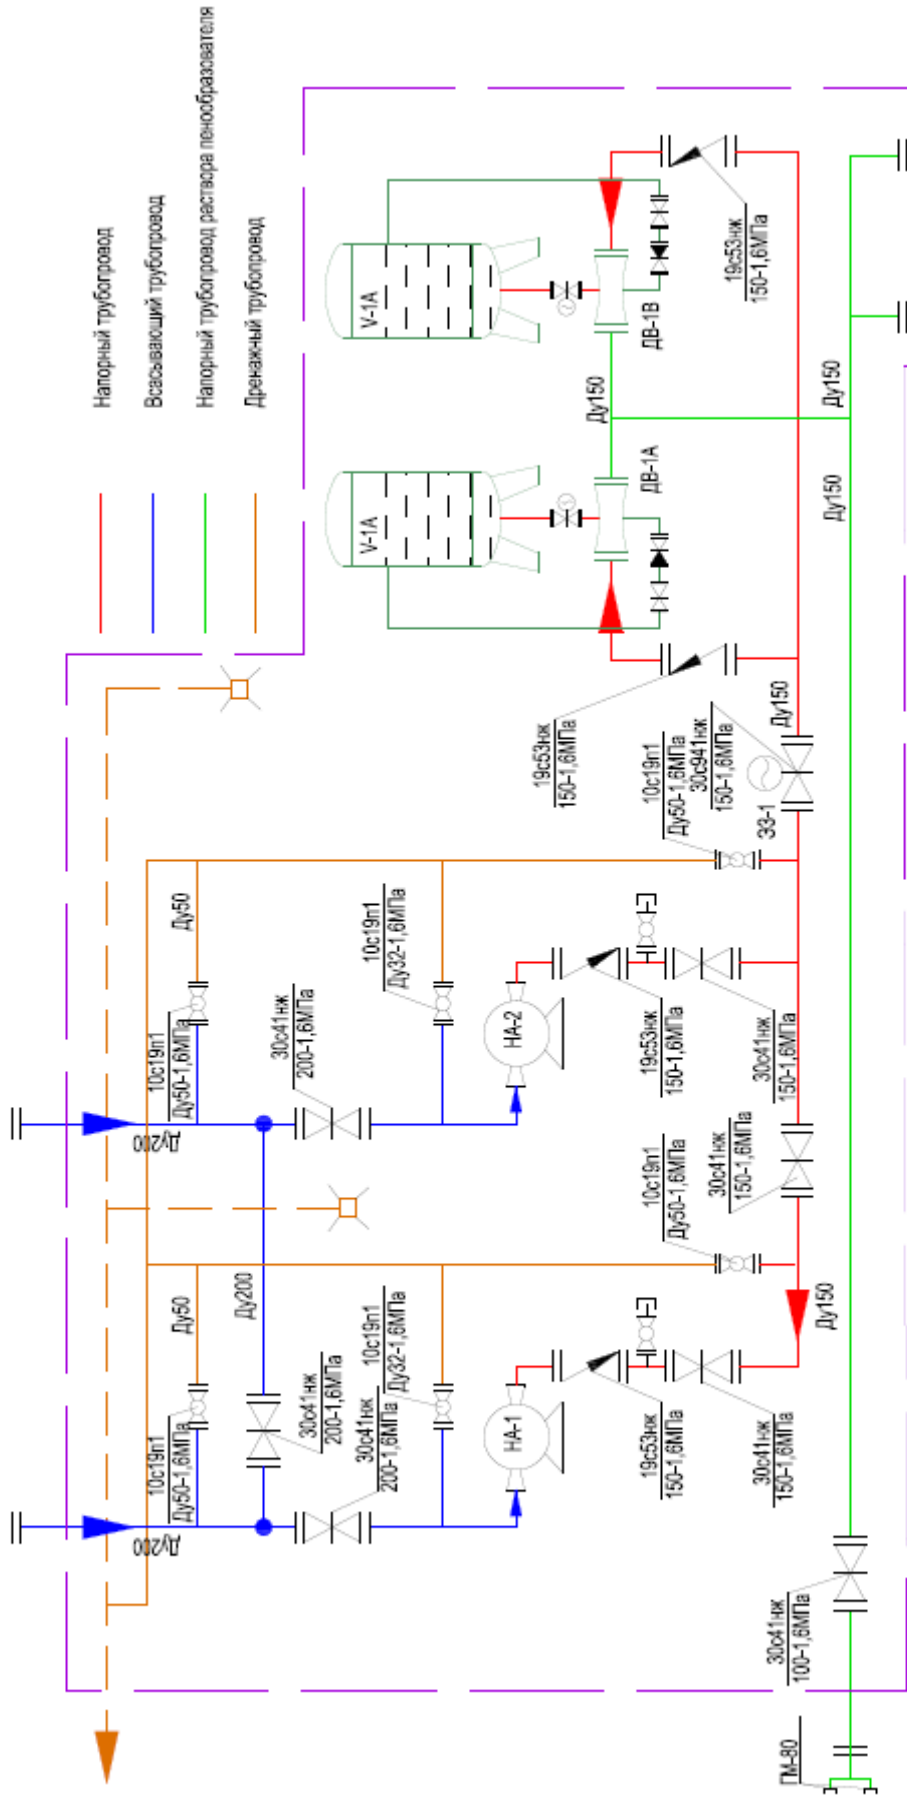 Напорный трубопровод
Всасывающий трубопровод
Напорный трубопровод раствора пенообразователя
Дренажный трубопровод
Ду200
10с19п1
Ду50-1,6МПа
Ду50
Ду200
30с41нж
200-1,6МПа
30с41нж
200-1,6МПа
10с19п1
Ду32-1,6МПа
НА-1
19с53нж
150-1,6МПа
30с41нж
150-1,6МПа
10с19п1
Ду50-1,6МПа
Ду150
Ду200
10с19п1
Ду50-1,6МПа
Ду50
30с41нж
200-1,6МПа
10с19п1
Ду32-1,6МПа
НА-2
19с53нж
150-1,6МПа
30с41нж
150-1,6МПа
30с41нж
150-1,6МПа
10с19п1
Ду50-1,6МПа
30с941нж
150-1,6МПа
ЭЗ-1
Ду150
19с53нж
150-1,6МПа
V-1A
ДВ-1А
Ду150
V-1A
ДВ-1В
19с53нж
150-1,6МПа
Ду150
Ду150
30с41нж
100-1,6МПа
ГМ-80